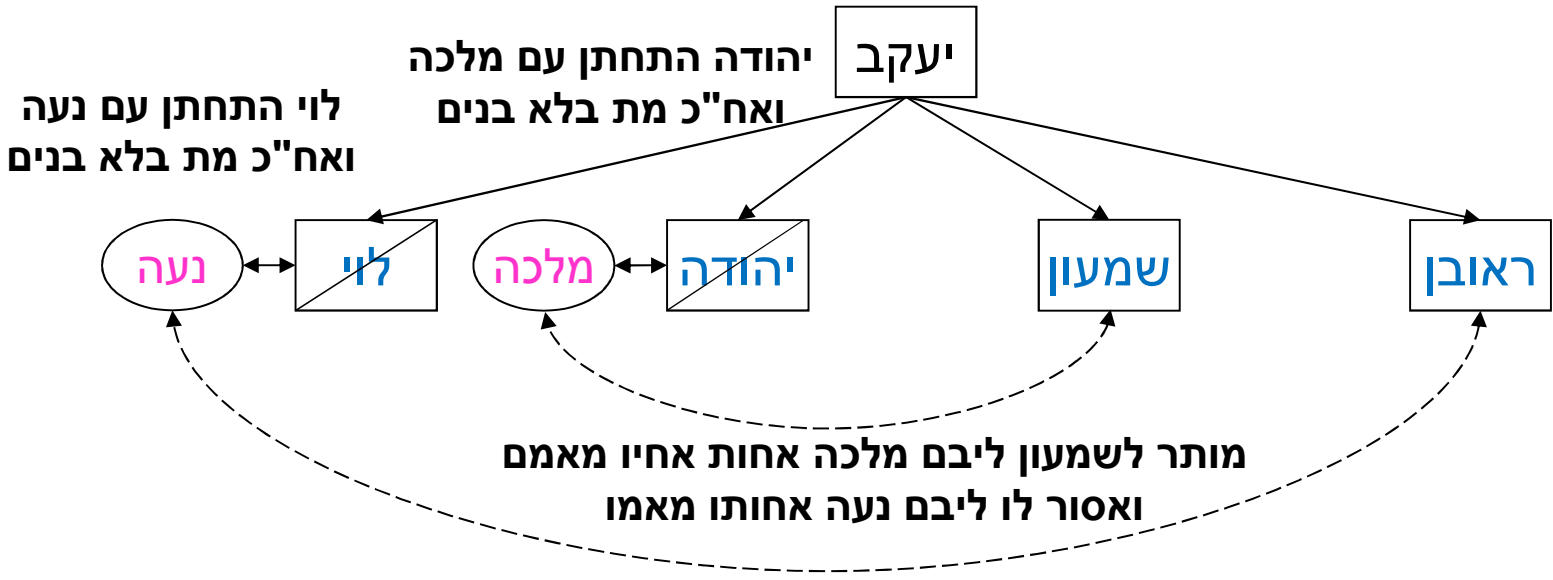 יעקב
יהודה התחתן עם מלכה
ואח"כ מת בלא בנים
לוי התחתן עם נעה
ואח"כ מת בלא בנים
ראובן
שמעון
יהודה
מלכה
לוי
נעה
מותר לשמעון ליבם מלכה אחות אחיו מאמם
ואסור לו ליבם נעה אחותו מאמו